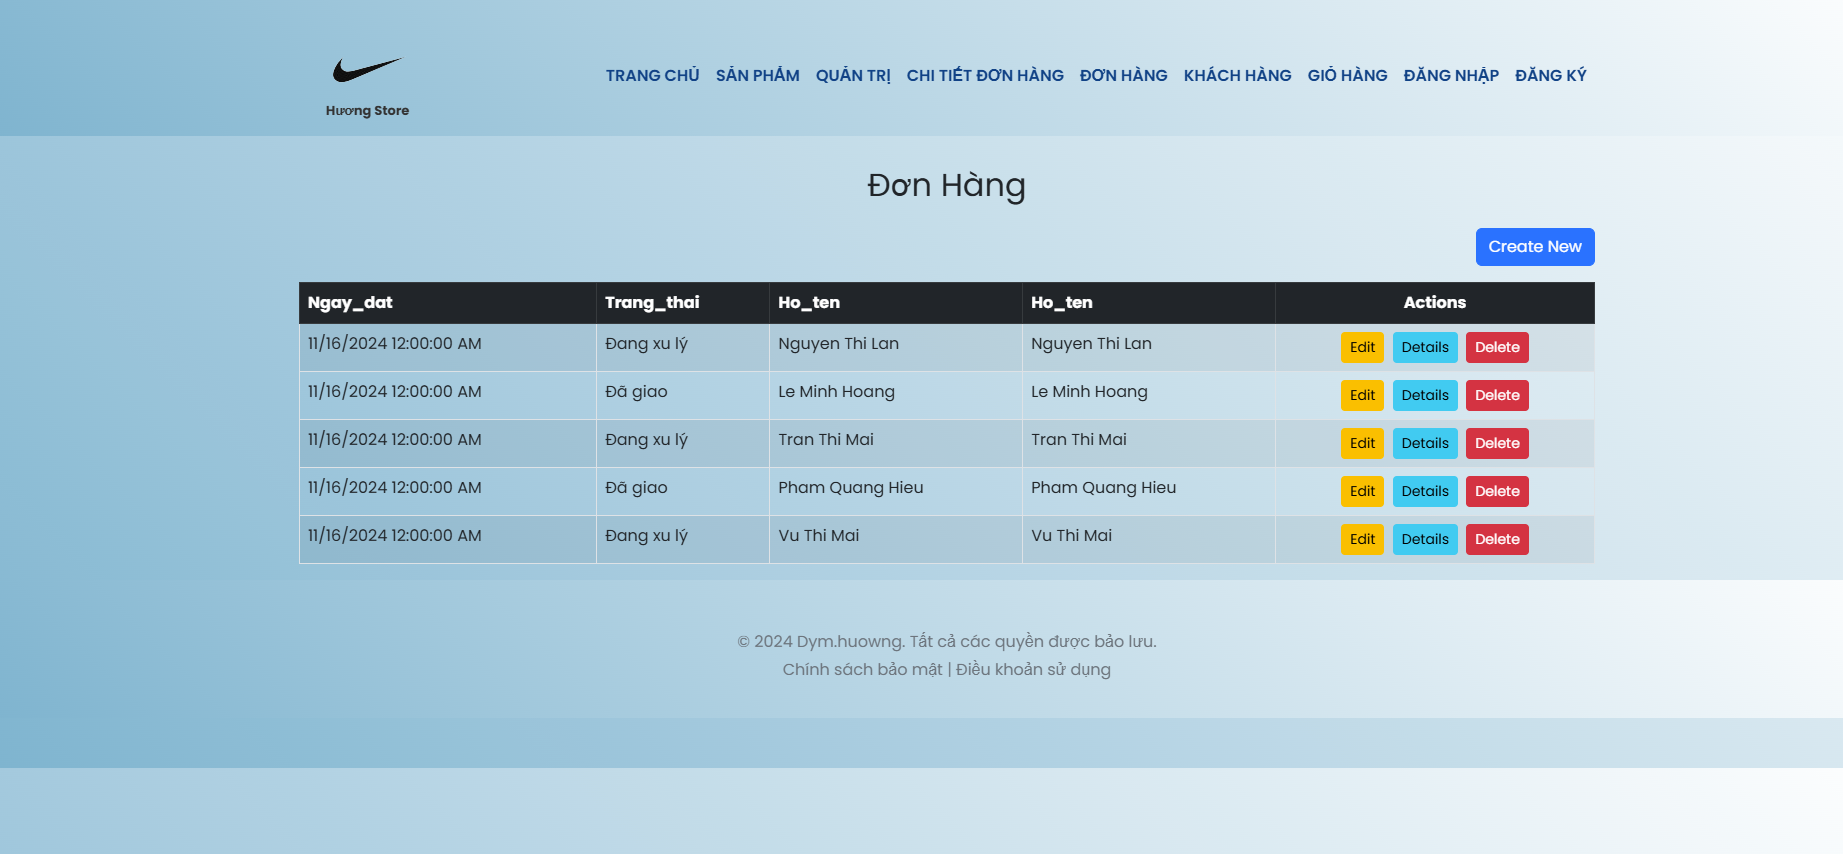 Hương Store
TRANG CHỦ SẢN PHẨM QUẢN TRỊ CHI TIẾT ĐƠN HÀNG ĐƠN HÀNG KHÁCH HÀNG GIỎ HÀNG ĐĂNG NHẬP ĐĂNG KÝ
Đơn Hàng
Create New
Ngay_dat Trang_thai Ho_ten Ho_ten Actions
11/16/2024 12:00:00 AM Đang xu lý Nguyen Thi Lan Nguyen Thi Lan Edit Details Delete
11/16/2024 12:00:00 AM Đã giao Le Minh Hoang Le Minh Hoang Edit Details Delete
11/16/2024 12:00:00 AM Đang xu lý Tran Thi Mai Tran Thi Mai Edit Details Delete
11/16/2024 12:00:00 AM Đã giao Pham Quang Hieu Pham Quang Hieu Edit Details Delete
11/16/2024 12:00:00 AM Đang xu lý Vu Thi Mai Vu Thi Mai Edit Details Delete
© 2024 Dym.huowng. Tất cả các quyền được bảo lưu.
Chính sách bảo mật | Điều khoản sử dụng